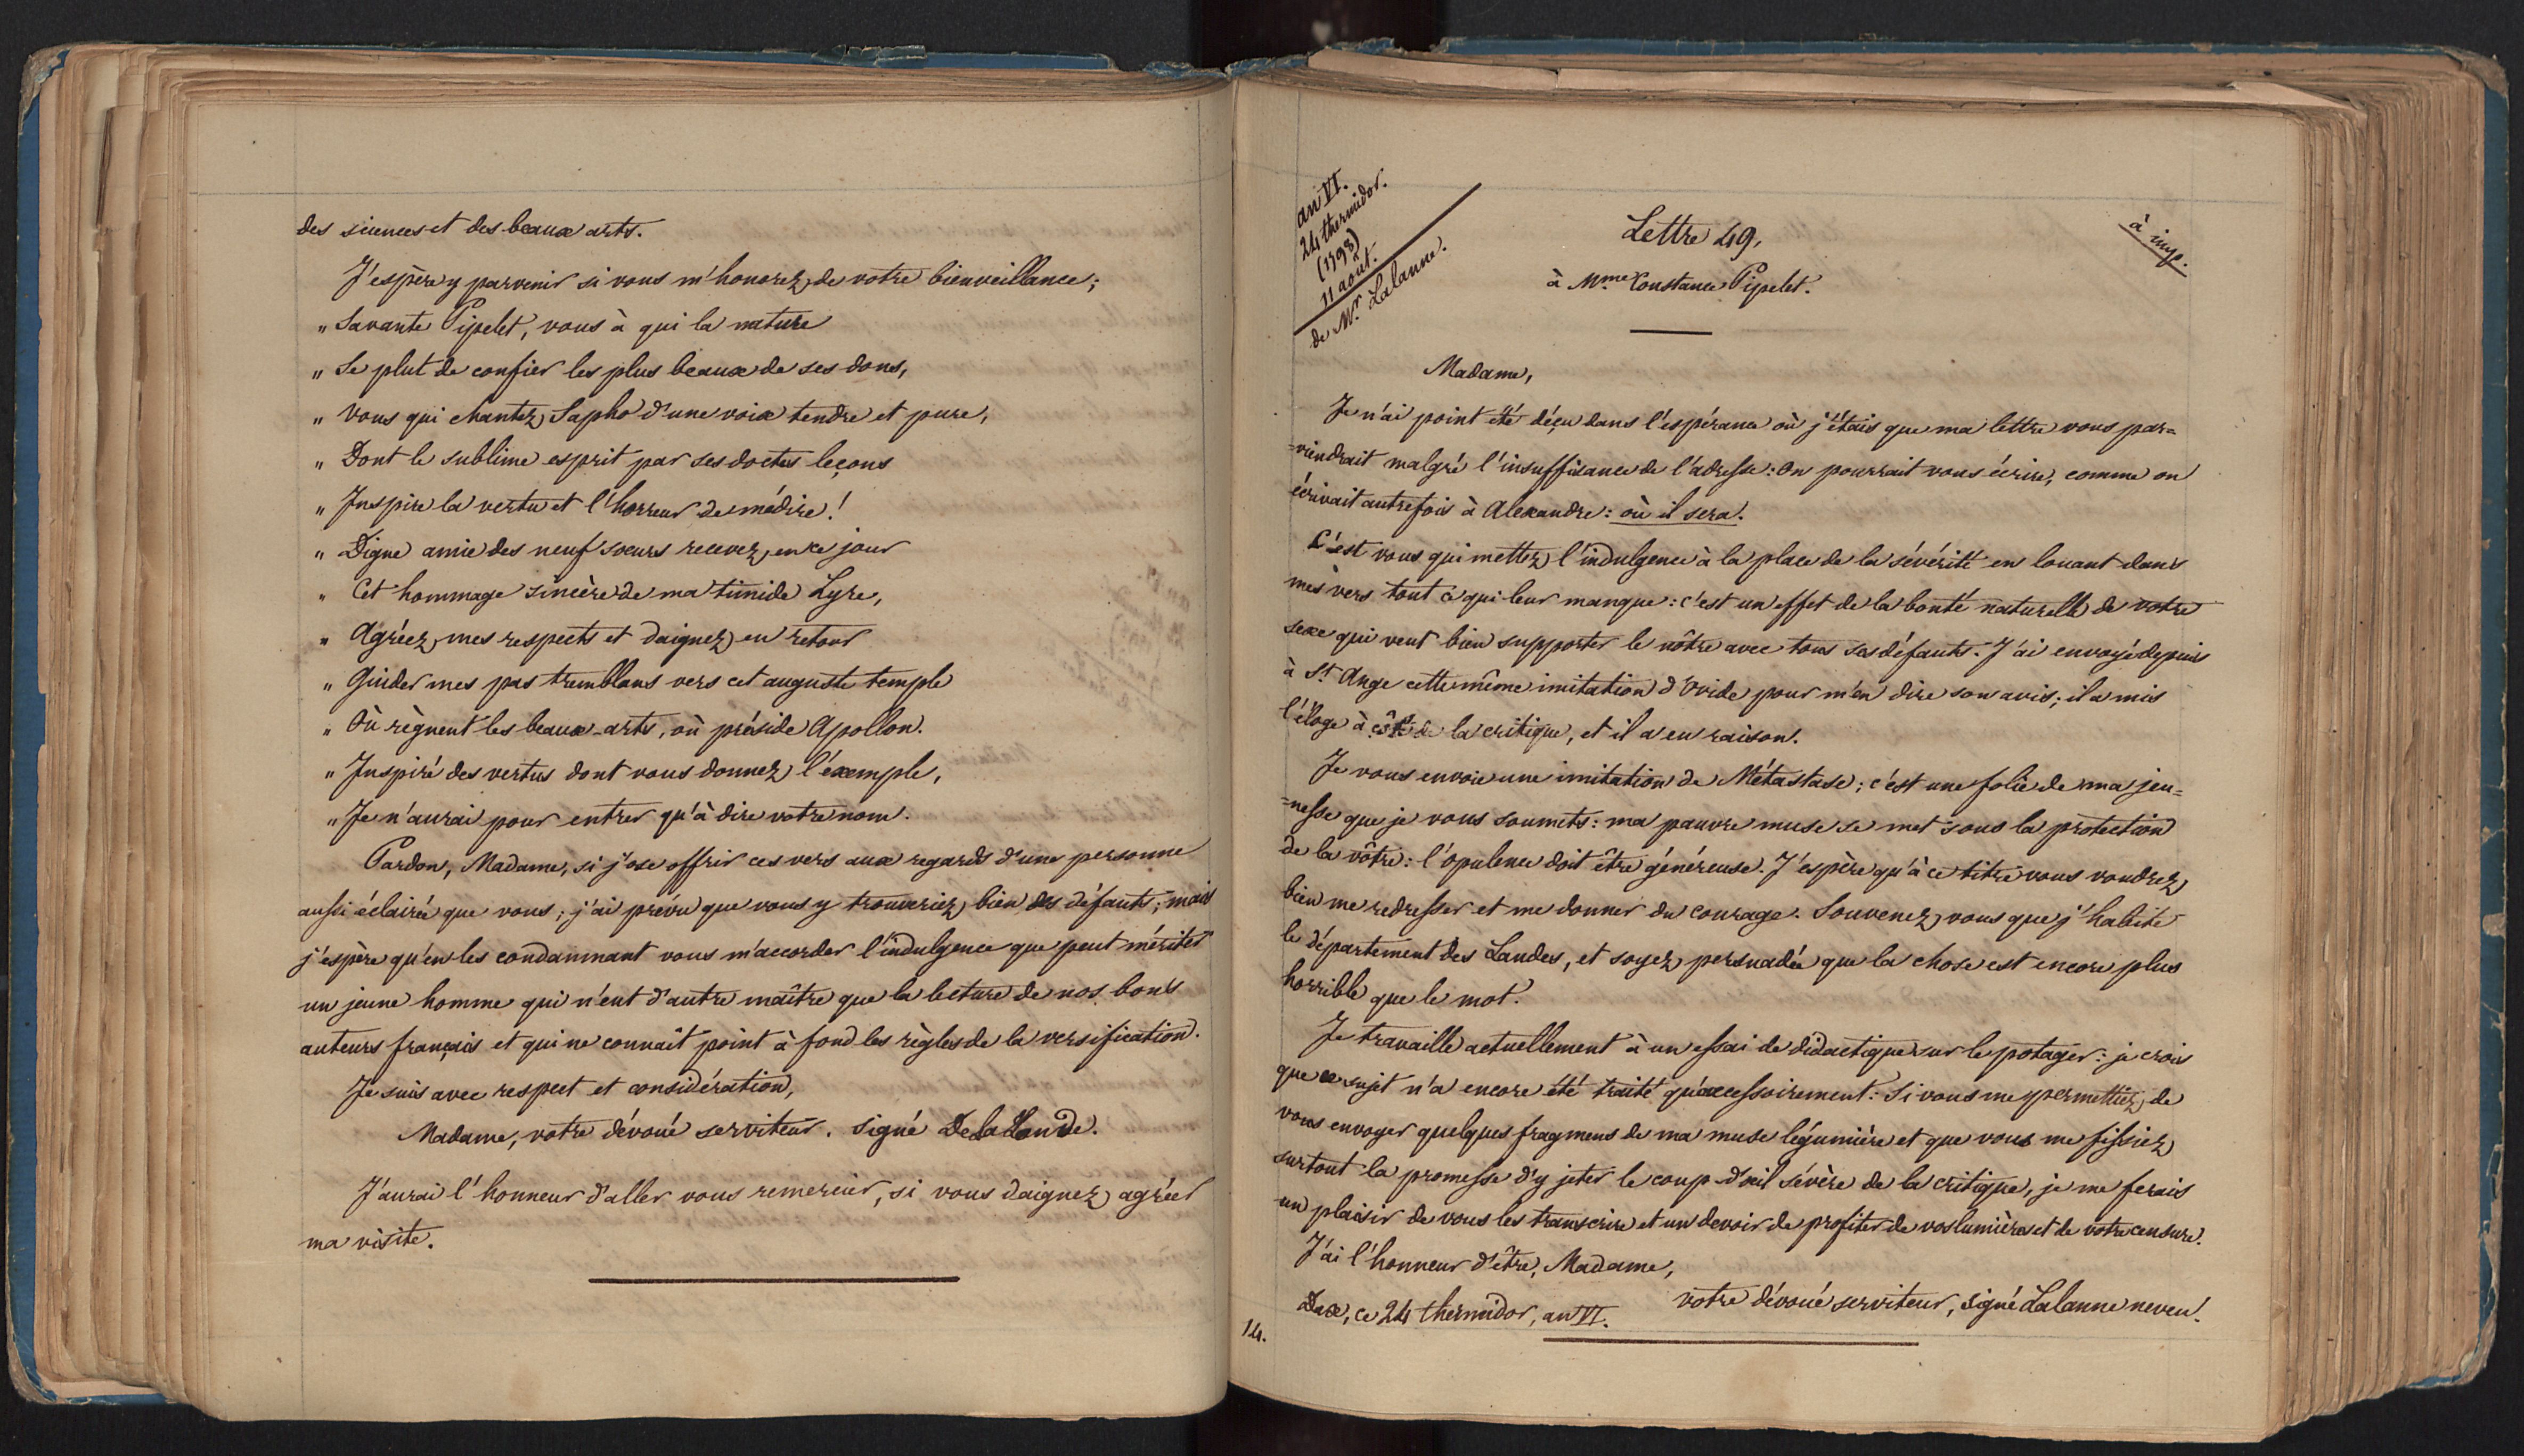 des sciences et des beaux arts.
J'espère y parvenir si vous m'honorez de votre bienveillance;
„ Savante Pipelet, vous à qui la nature
„ Se plut de confier les plus beaux de ses dons,
„ Vous qui chantez Sapho d'une voix tendre et pure,
„ Dont le sublime esprit par ses doctes leçons
„ Inspire la vertu et l'horreur de médire!
„ Digne amie des neuf soeurs recevez en ce jour
„ Cet hommage sincère de ma timide Lyre,
„ Agréez mes respects et daignez en retour
„ Guider mes pas tremblans vers cet auguste temple
„ Où règnent les beaux-arts, où préside Apollon.
„ Inspiré des vertus dont vous donnez l'exemple,
„ Je n'aurai pour entrer qu'à dire votre nom.
Pardon, Madame, si j'ose offrir ces vers aux regards d'une personne
aussi éclairée que vous; j'ai prévu que vous y trouveriez bien des défauts; mais
j'espère qu'en les condamnant vous m'accorder l'indulgence que peut mériter
un jeune homme qui n'eut d'autre maître que la lecture de nos bons
auteurs français et qui ne connaît point à fond les règles de la versification.
Je suis avec respect et considération,
Madame, votre dévoué serviteur. signé De la Lande.
J'aurai l'honneur d'aller vous remercier, si vous daignez agréer
ma visite.
an VI.
24 thermidor.
(1798)
11 août.
de Mr. Lalanne.
Lettre 49.
à imp.
à Mme Constance Pipelet.
Madame,
Je n'ai point été déçu dans l'espérance où j'étais que ma lettre vous par=
=viendrait malgré l'insuffisance de l'adresse: On pourrait vous écrire, comme on
écrivait autrefois à Alexandre: où il sera.
C'est vous qui mettez l'indulgence à la place de la sévérité en louant dans
mes vers tout ce qui leur manque: c'est un effet de la bonté naturelle de votre
sexe qui veut bien supporter le nôtre avec tous ses défauts. J'ai envoyé depuis
à St. Ange cette même imitation d'Ovide pour m'en dire son avis; il a mis
l'éloge à côté de la critique, et il a eu raison.
Je vous envoie une imitation de Métastase; c'est une folie de ma jeu=
=nesse que je vous soumets: ma pauvre muse se met sous la protection
de la vôtre: l'opulence doit être généreuse. J'espère qu'à ce titre vous voudrez
bien me redresser et me donner du courage. Souvenez vous que j'habite
le département des Landes, et soyez persuadée que la chose est encore plus
horrible que le mot.
Je travaille actuellement à un essai de didactique sur le potager: je crois
que ce sujet n'a encore été traité qu'accessoirement: Si vous me permettiez de
vous envoyer quelques fragmens de ma muse légumière et que vous me fissiez
surtout la promesse d'y jeter le coup-d'oeil sévère de la critique, je me ferais
un plaisir de vous les transcrire et un devoir de profiter de vos lumières et de votre censure.
J'ai l'honneur d'être, Madame,
votre dévoué serviteur, signé Lalanne neveu.
Dax, ce 24 thermidor, an VI.
14.